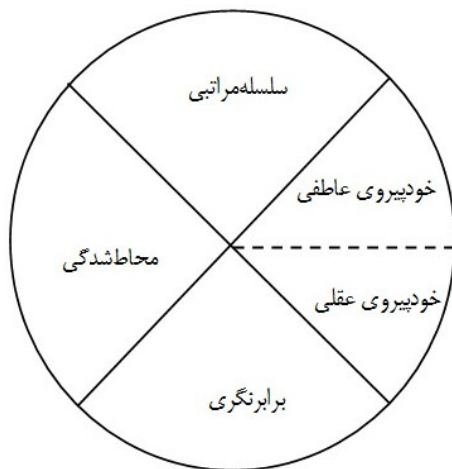 سلسله‌مراتبی
خودپیروی عاطفی
محاط‌شدگی
خودپیروی عقلی
برابرنگری